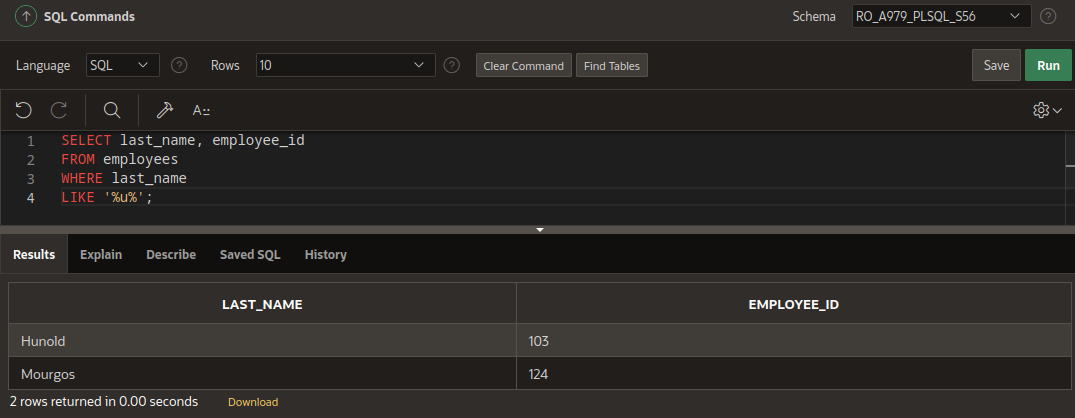 SQL Commands Schema RO_A979_PLSQL_S56 ?
Language SQL ? Rows 10 ? Clear Command Find Tables Save Run
A::
1 SELECT last_name, employee_id
2 FROM employees
3 WHERE last_name
4 LIKE '%u%';
Results Explain Describe Saved SQL History
LAST_NAME EMPLOYEE_ID
Hunold 103
Mourgos 124
2 rows returned in 0.00 seconds Download